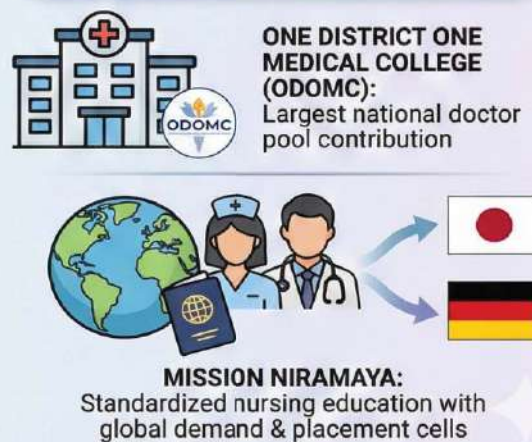 ONE DISTRICT ONE
MEDICAL COLLEGE
(ODOMC):
Largest national doctor
pool contribution
ODOMC
MISSION NIRAMAYA:
Standardized nursing education with
global demand & placement cells